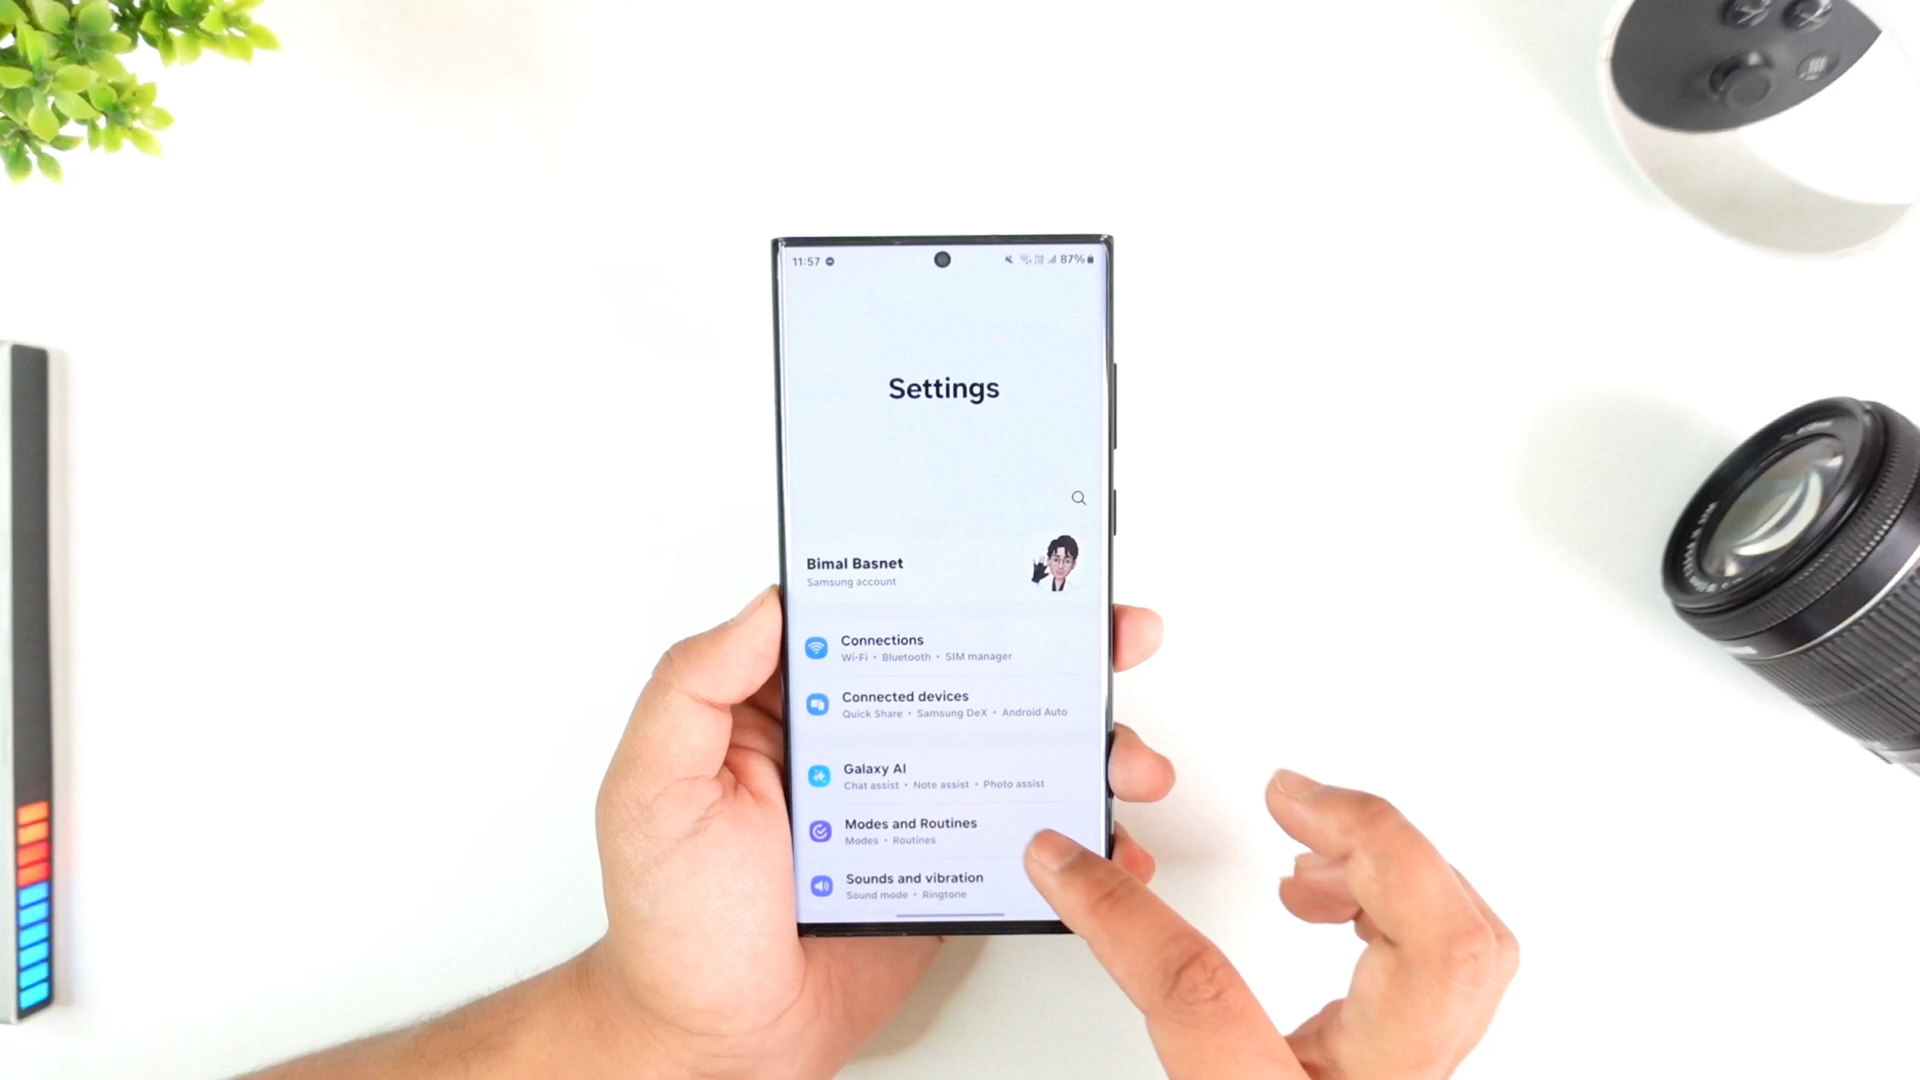 11:57
87%
Settings
Bimal Basnet
Samsung account
Connections
Wi-Fi • Bluetooth • SIM manager
Connected devices
Quick Share • Samsung DeX • Android Auto
Galaxy AI
Chat assist • Note assist • Photo assist
Modes and Routines
Modes • Routines
Sounds and vibration
Sound mode • Ringtone